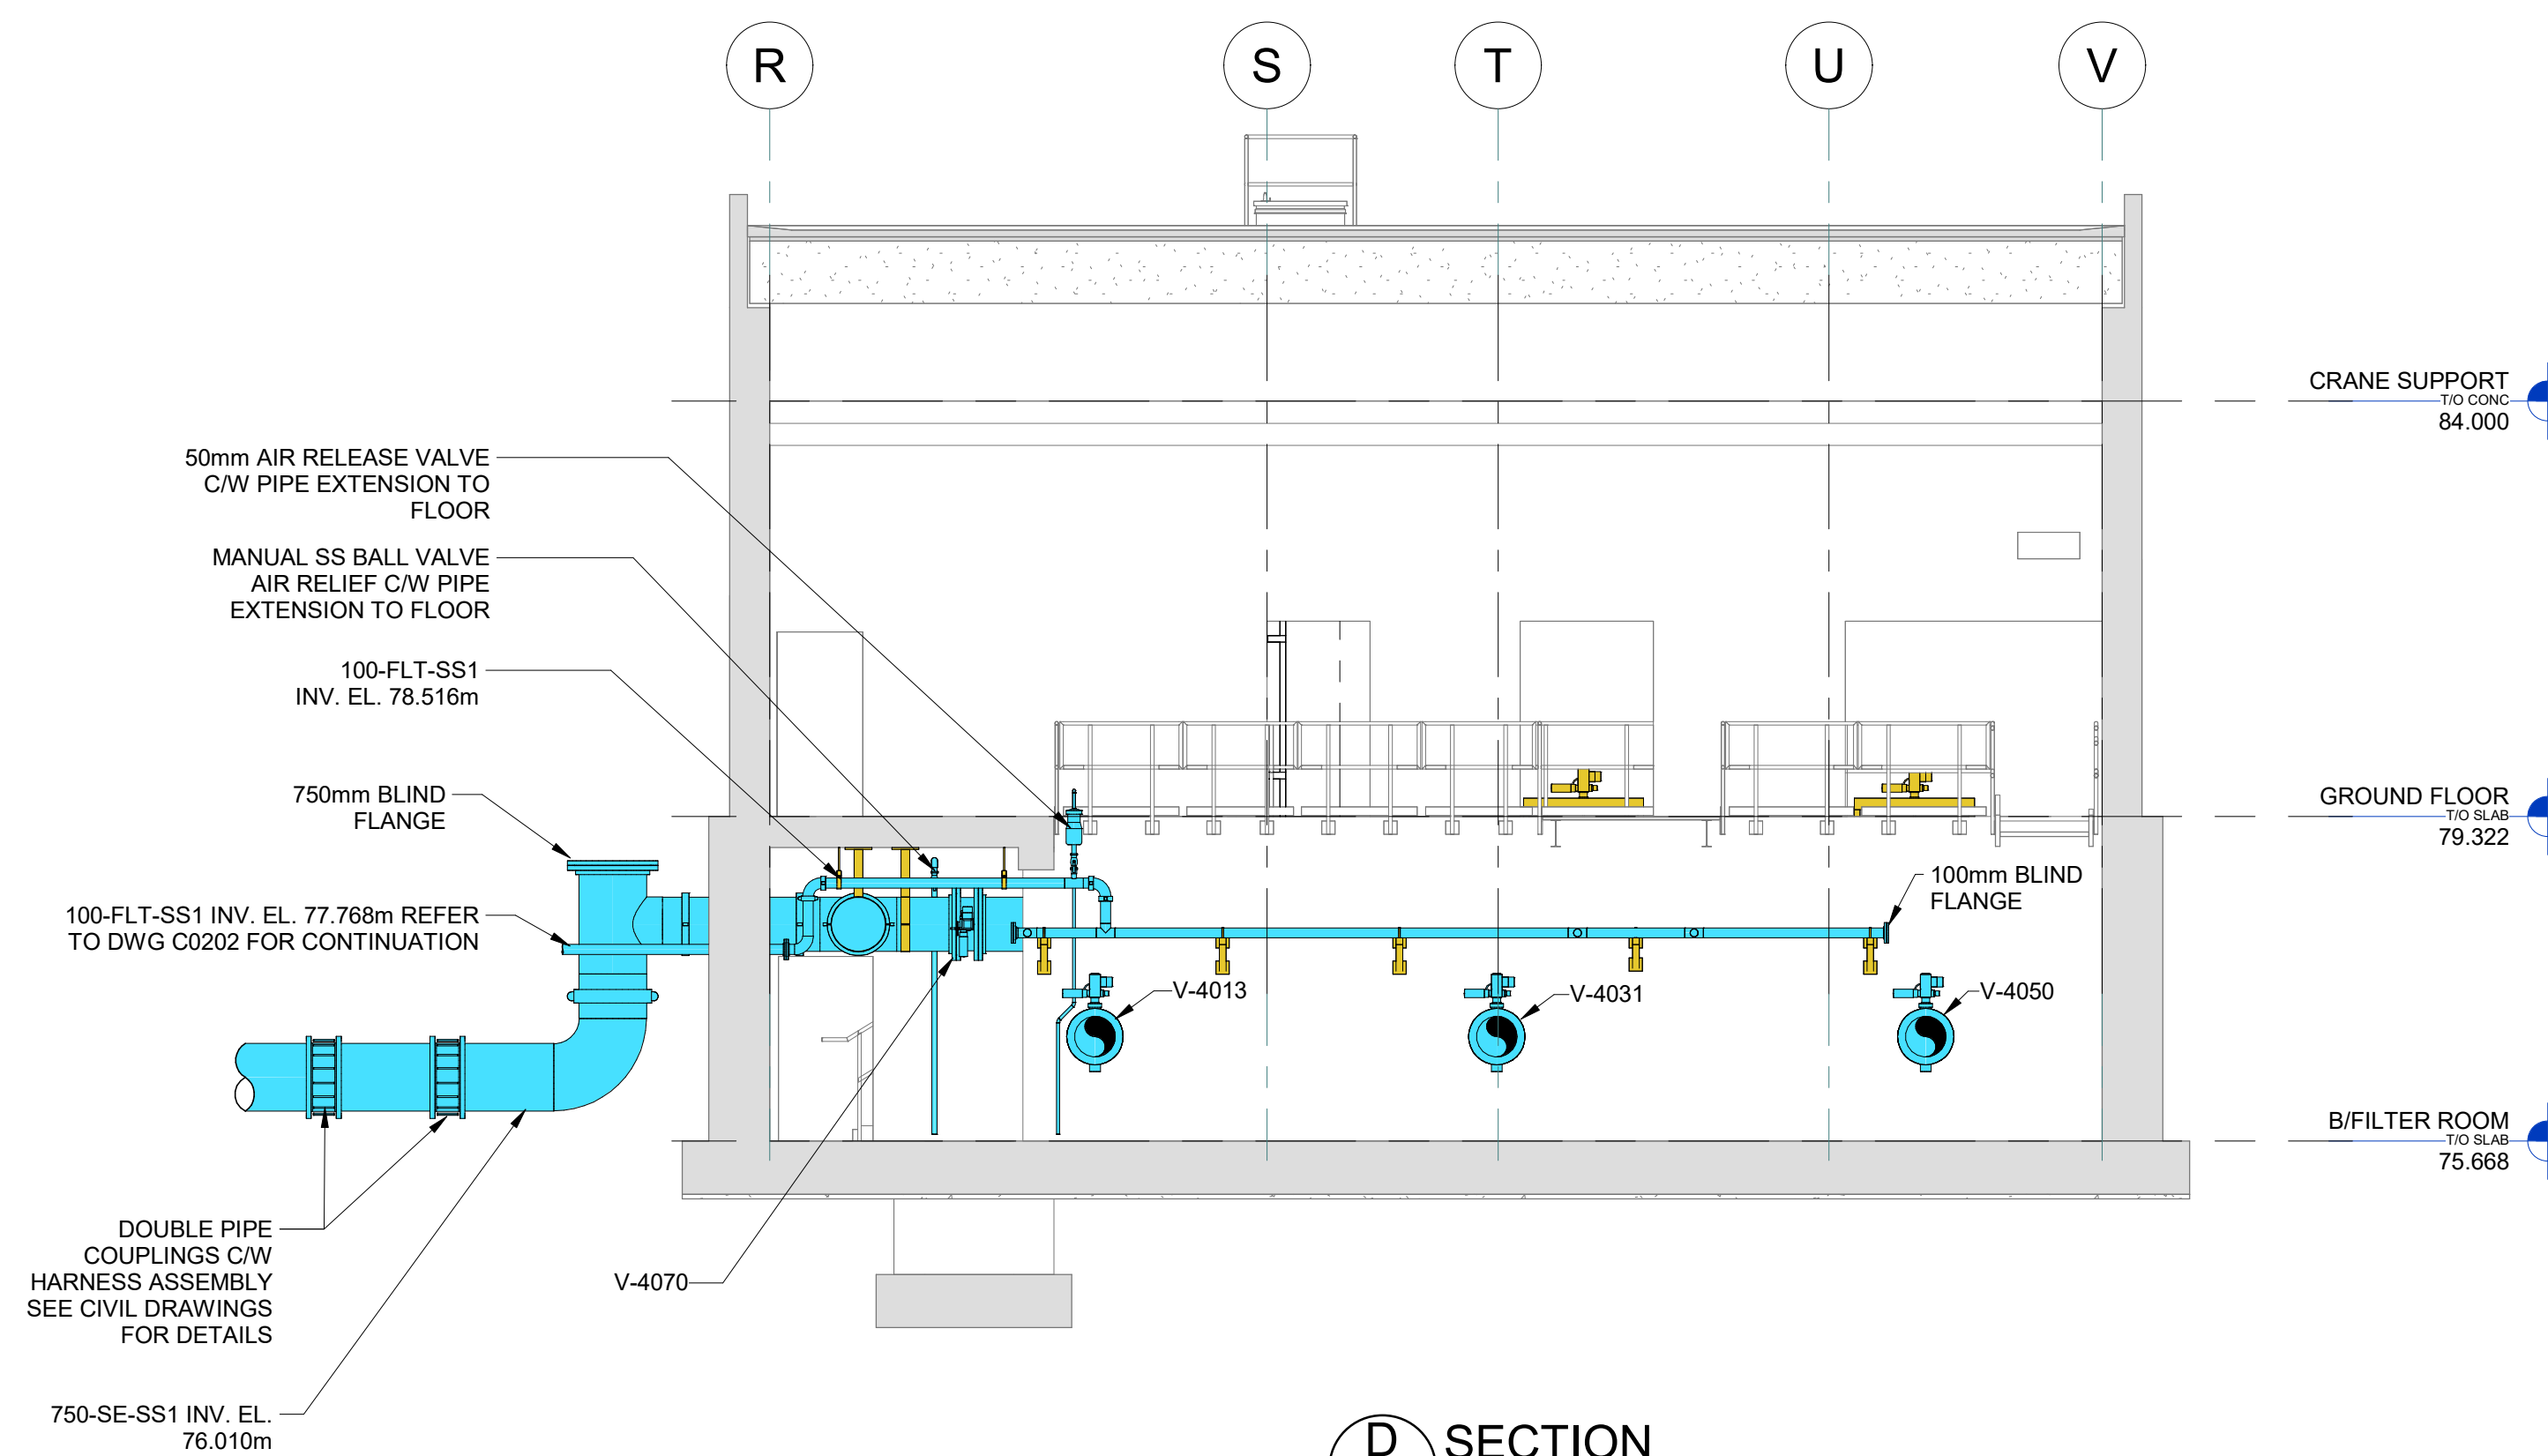 R
S
T
U
V
CRANE SUPPORT
T/O CONC
84.000
50mm AIR RELEASE VALVE
C/W PIPE EXTENSION TO
FLOOR
MANUAL SS BALL VALVE
AIR RELIEF C/W PIPE
EXTENSION TO FLOOR
100-FLT-SS1
INV. EL. 78.516m
750mm BLIND
FLANGE
GROUND FLOOR
T/O SLAB
79.322
100mm BLIND
FLANGE
100-FLT-SS1 INV. EL. 77.768m REFER
TO DWG C0202 FOR CONTINUATION
V-4013
V-4031
V-4050
B/FILTER ROOM
T/O SLAB
75.668
DOUBLE PIPE
COUPLINGS C/W
HARNESS ASSEMBLY
SEE CIVIL DRAWINGS
FOR DETAILS
V-4070
750-SE-SS1 INV. EL.
76.010m
D
SECTION